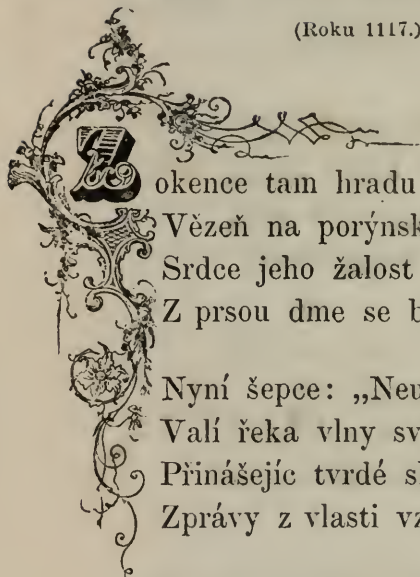 (Roku 1117.)
Z okence tam hradu
Vězeň na porýnsk
Srdce jeho žalost
Z prsou dme se b
Nyní šepce: „Neu
Valí řeka vlny sv
Přinášejíc tvrdé sl
Zprávy z vlasti vz